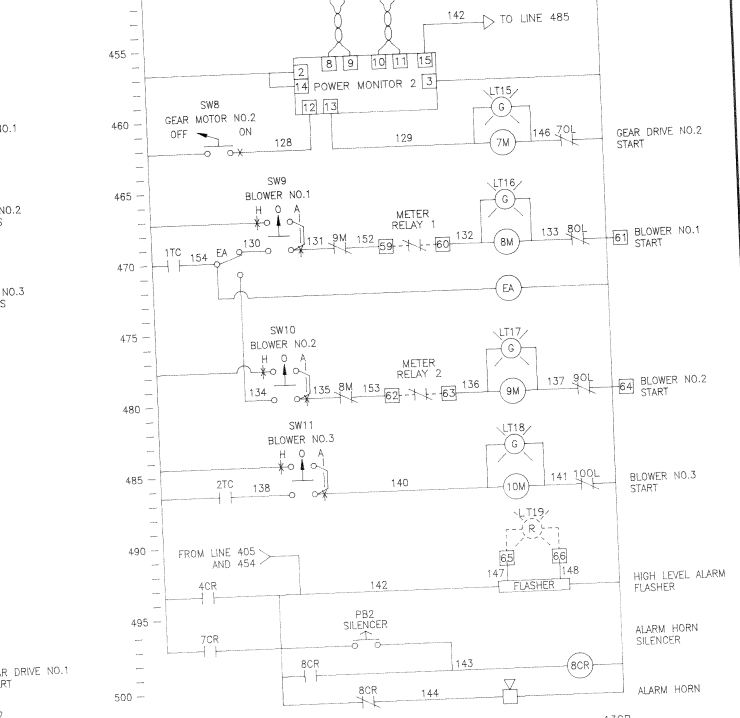 142
TO LINE 485
455
8 9 10 11 15
2
14 POWER MONITOR 2 3
12 13
SW8
GEAR MOTOR NO.2
OFF ON
LT15
G
460
128
129
7M
146 7OL
GEAR DRIVE NO.2
START
NO.1
465
SW9
BLOWER NO.1
H O A
LT16
G
NO.2
S
METER
RELAY 1
131 9M 152 59 60 132
8M
133 8OL
61 BLOWER NO.1
START
1TC 154 EA 130
470
EA
NO.3
S
475
SW10
BLOWER NO.2
H O A
LT17
G
METER
RELAY 2
134 135 8M 153 62 63 136
9M
137 9OL
64 BLOWER NO.2
START
480
SW11
BLOWER NO.3
H O A
LT18
G
485
2TC 138
140
10M
141 10OL
BLOWER NO.3
START
LT19
R
490
FROM LINE 405
AND 454
65 66
147 148
4CR
142
FLASHER
HIGH LEVEL ALARM
FLASHER
495
PB2
SILENCER
7CR
ALARM HORN
SILENCER
8CR
143
8CR
AR DRIVE NO.1
RT
500
8CR
144
ALARM HORN